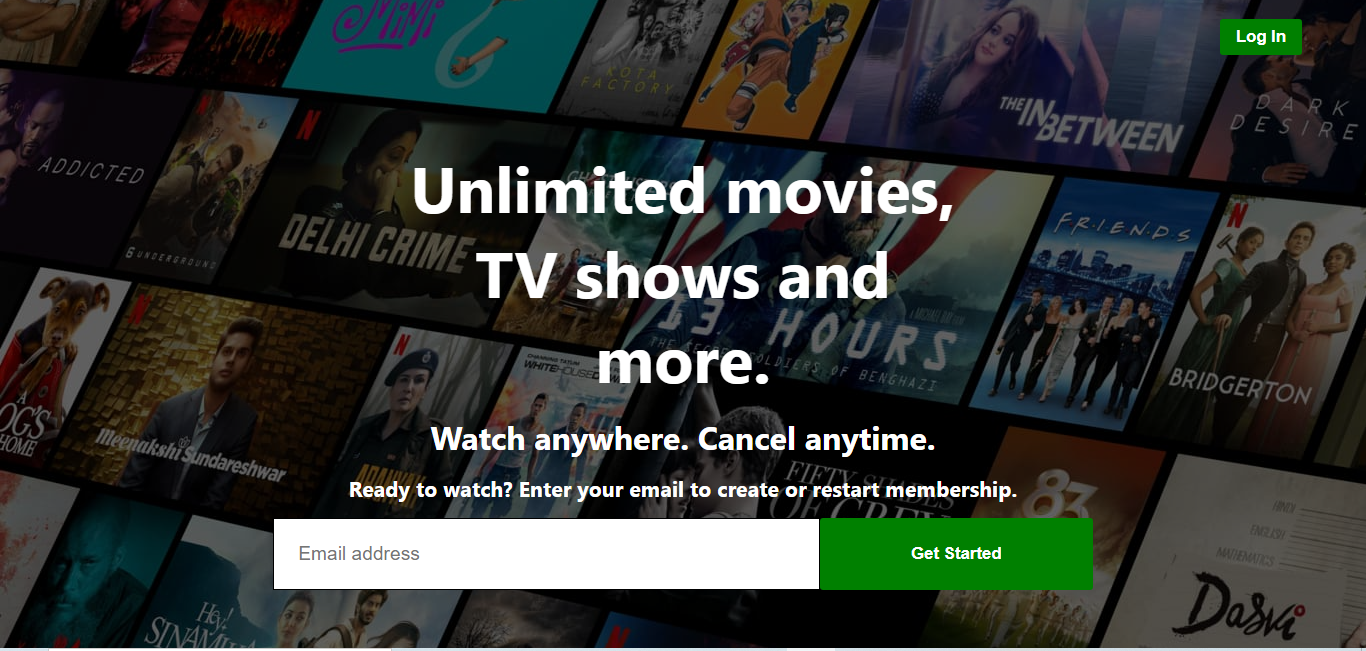 MiMi
KOTA
FACTORY
THE
IN
BETWEEN
Log In
DARK
DESIRE
ADDICTED
6 UNDERGROUND
N
DELHI CRIME
Unlimited movies,
TV shows and
more.
13 HOURS
THE SECRET SOLDIERS OF BENGHAZI
A MICHAEL BAY FILM
F·R·I·E·N·D·S
N
BRIDGERTON
A
DOG'S
HOME
N
Meenakshi Sundareshwar
N
CHANNING TATUM
WHITE HOUSE
Watch anywhere. Cancel anytime.
Ready to watch? Enter your email to create or restart membership.
FIFTY SHADES
OF GREY
83
Email address
Get Started
HINDI
ENGLISH
MATHEMATICS
Dasvi
Hey!
SINAMIKA
N